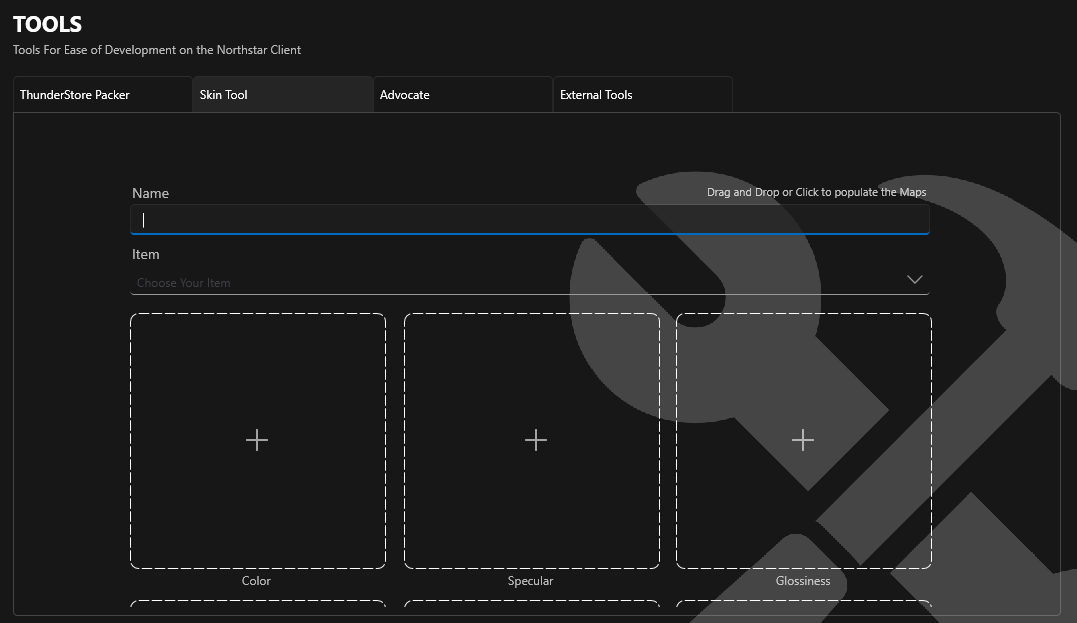 TOOLS
Tools For Ease of Development on the Northstar Client
ThunderStore Packer
Skin Tool
Advocate
External Tools
Name
Drag and Drop or Click to populate the Maps
Item
Choose Your Item
Color
Specular
Glossiness